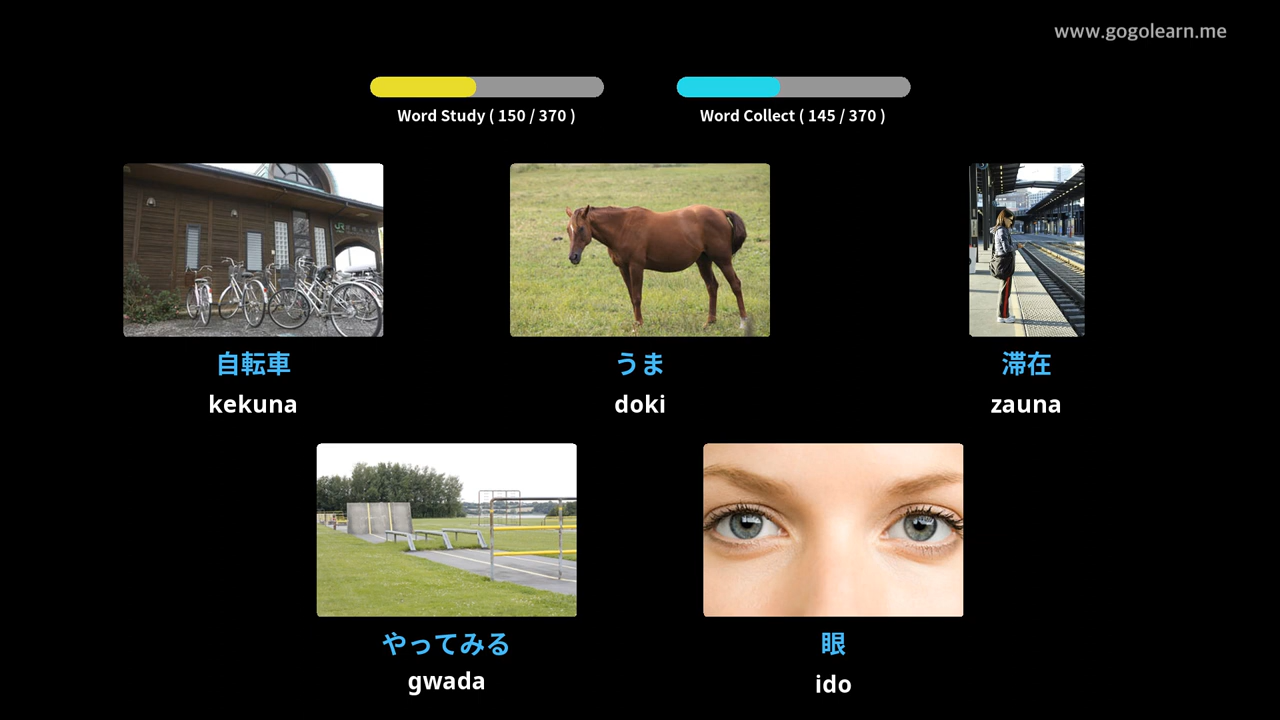 www.gogolearn.me
Word Study ( 150 / 370 )
Word Collect ( 145 / 370 )
JR
自転車
kekuna
うま
doki
滞在
zauna
やってみる
gwada
眼
ido